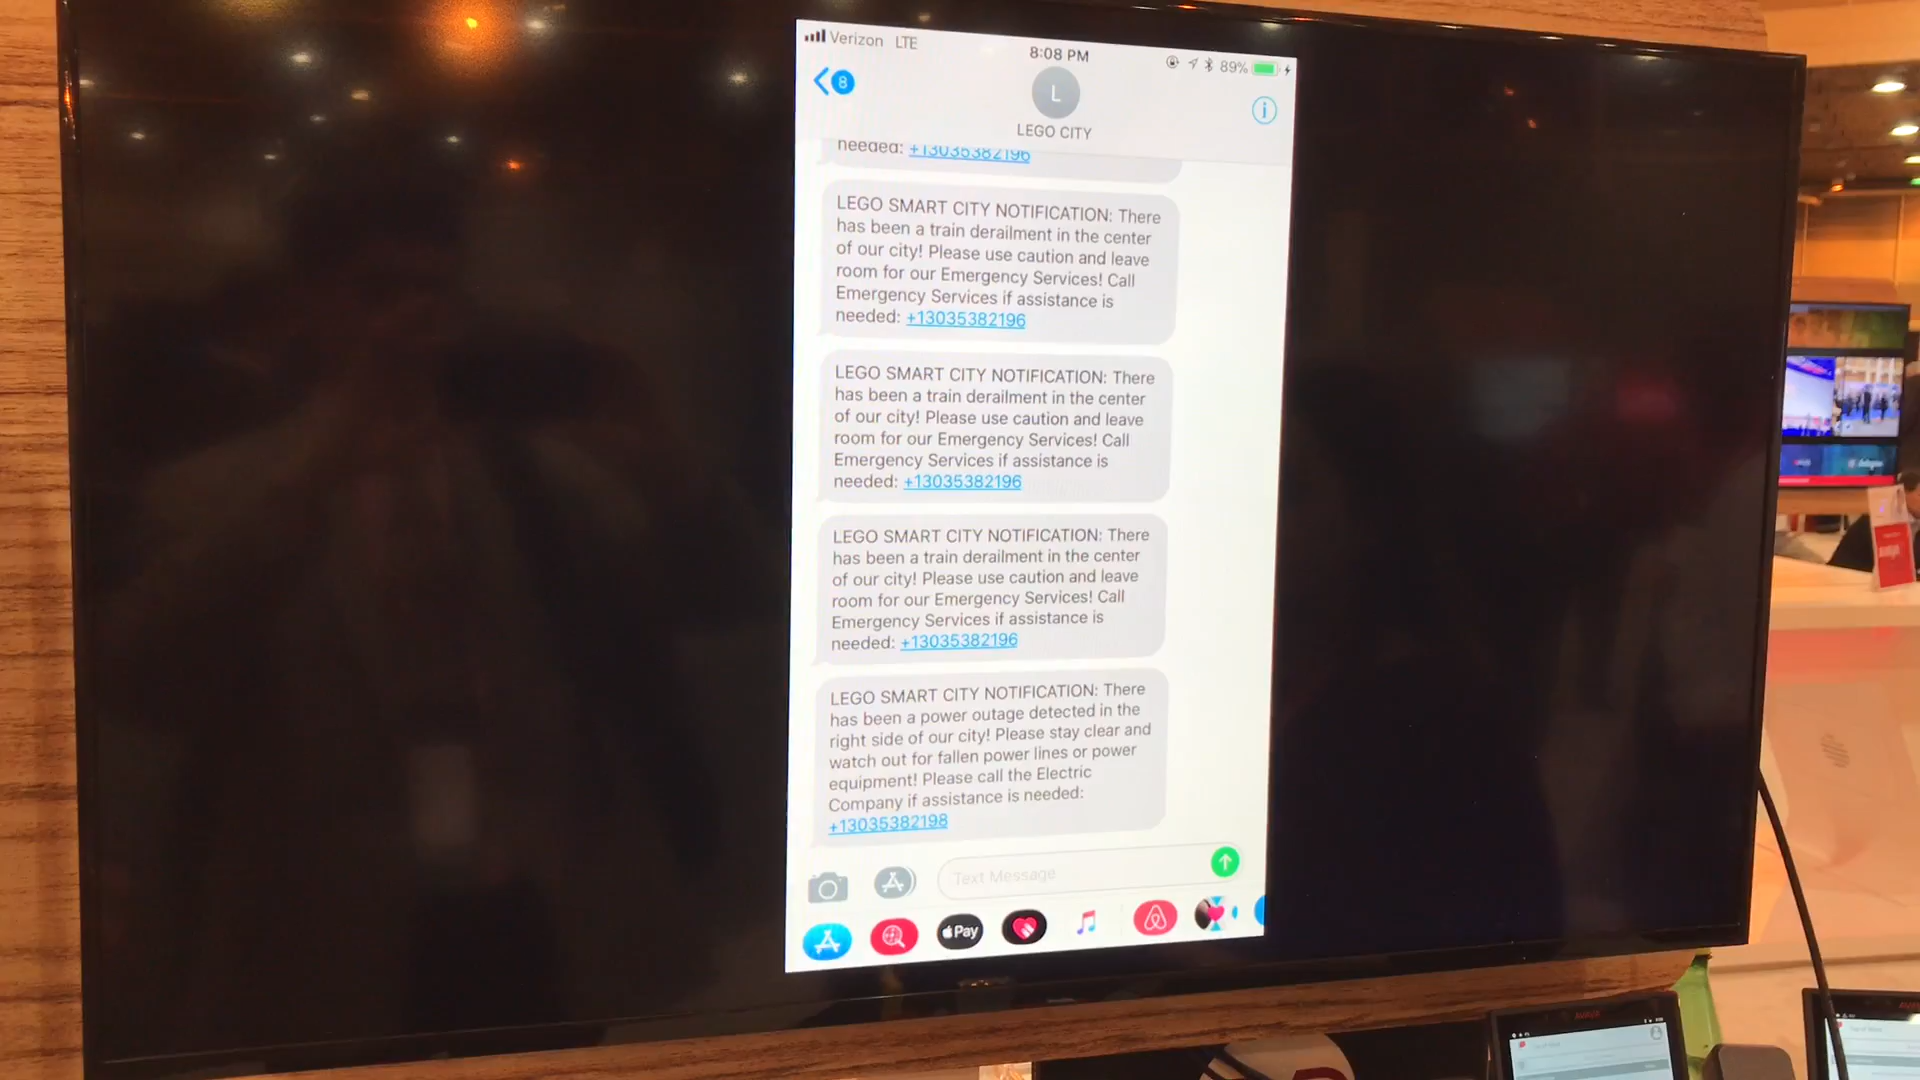 Verizon LTE
8:08 PM
89%
8
L
LEGO CITY
needed: +13035382196
LEGO SMART CITY NOTIFICATION: There
has been a train derailment in the center
of our city! Please use caution and leave
room for our Emergency Services! Call
Emergency Services if assistance is
needed: +13035382196
LEGO SMART CITY NOTIFICATION: There
has been a train derailment in the center
of our city! Please use caution and leave
room for our Emergency Services! Call
Emergency Services if assistance is
needed: +13035382196
LEGO SMART CITY NOTIFICATION: There
has been a train derailment in the center
of our city! Please use caution and leave
room for our Emergency Services! Call
Emergency Services if assistance is
needed: +13035382196
LEGO SMART CITY NOTIFICATION: There
has been a power outage detected in the
right side of our city! Please stay clear and
watch out for fallen power lines or power
equipment! Please call the Electric
Company if assistance is needed:
+13035382198
Text Message
Pay
AVAYA